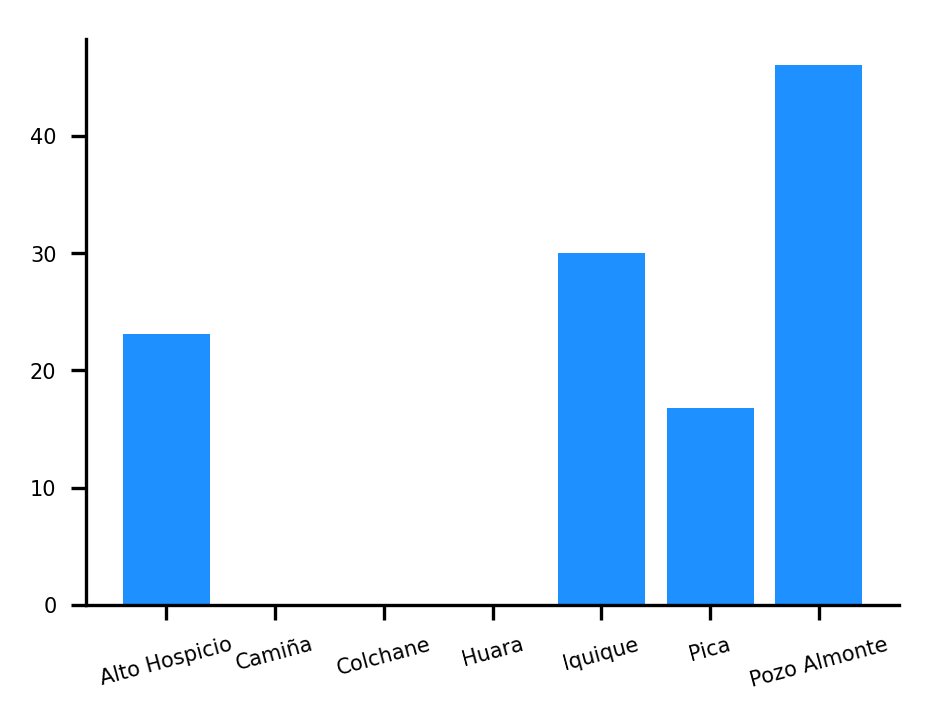 40
30
20
10
0
Alto Hospicio
Camiña
Colchane
Huara
Iquique
Pica
Pozo Almonte